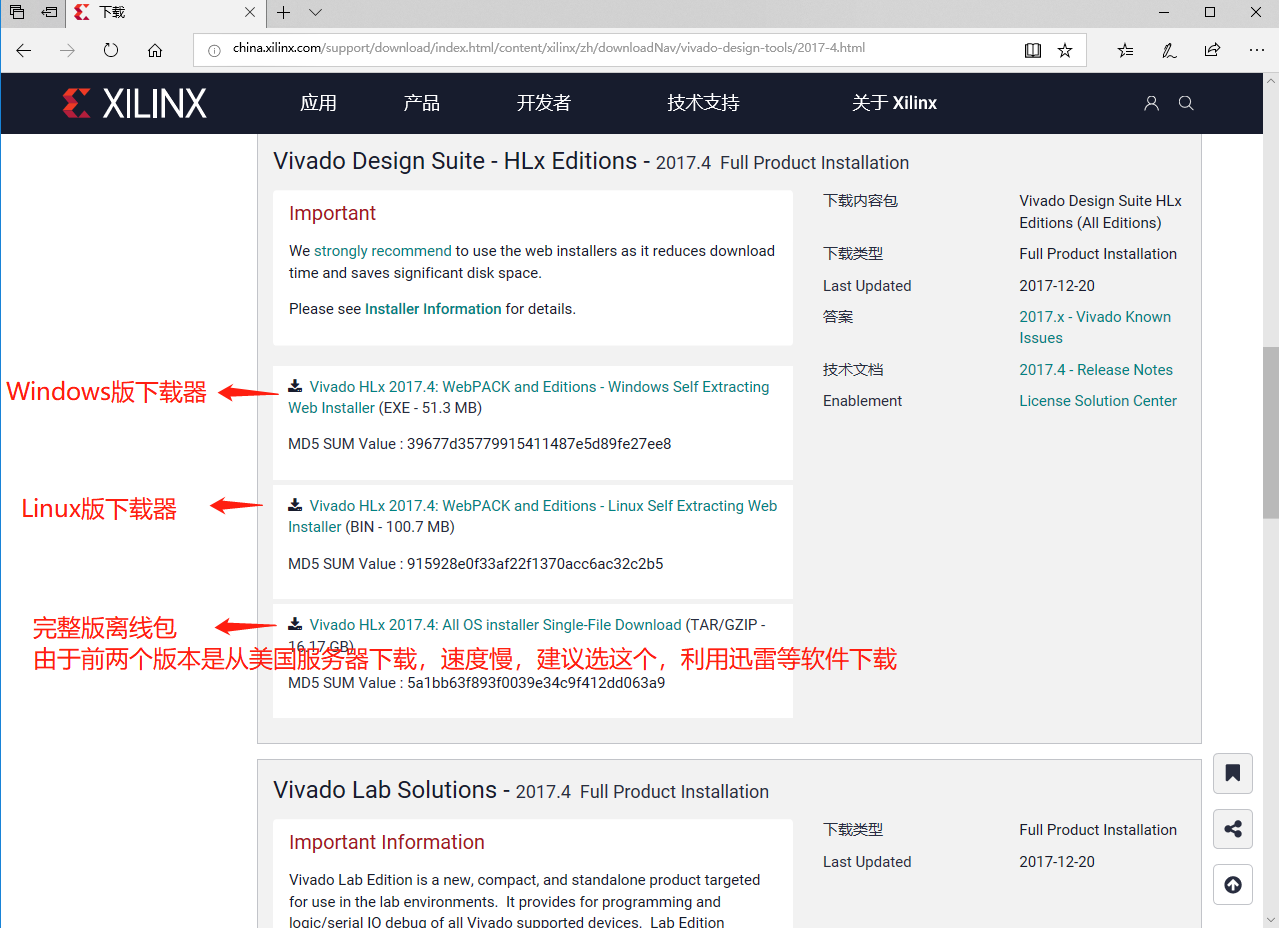 下载
china.xilinx.com/support/download/index.html/content/xilinx/zh/downloadNav/vivado-design-tools/2017-4.html
XILINX 应用 产品 开发者 技术支持 关于 Xilinx
Vivado Design Suite - HLx Editions - 2017.4 Full Product Installation
Important
We strongly recommend to use the web installers as it reduces download
time and saves significant disk space.
Please see Installer Information for details.
下载内容包 Vivado Design Suite HLx
Editions (All Editions)
下载类型 Full Product Installation
Last Updated 2017-12-20
答案 2017.x - Vivado Known
Issues
技术文档 2017.4 - Release Notes
Enablement License Solution Center
Windows版下载器
Vivado HLx 2017.4: WebPACK and Editions - Windows Self Extracting
Web Installer (EXE - 51.3 MB)
MD5 SUM Value : 39677d35779915411487e5d89fe27ee8
Linux版下载器
Vivado HLx 2017.4: WebPACK and Editions - Linux Self Extracting Web
Installer (BIN - 100.7 MB)
MD5 SUM Value : 915928e0f33af22f1370acc6ac32c2b5
完整版离线包
Vivado HLx 2017.4: All OS installer Single-File Download (TAR/GZIP -
16.17 GB)
由于前两个版本是从美国服务器下载，速度慢，建议选这个，利用迅雷等软件下载
MD5 SUM Value : 5a1bb63f893f0039e34c9f412dd063a9
Vivado Lab Solutions - 2017.4 Full Product Installation
Important Information
Vivado Lab Edition is a new, compact, and standalone product targeted
for use in the lab environments. It provides for programming and
logic/serial IO debug of all Vivado supported devices. Lab Edition
下载类型 Full Product Installation
Last Updated 2017-12-20